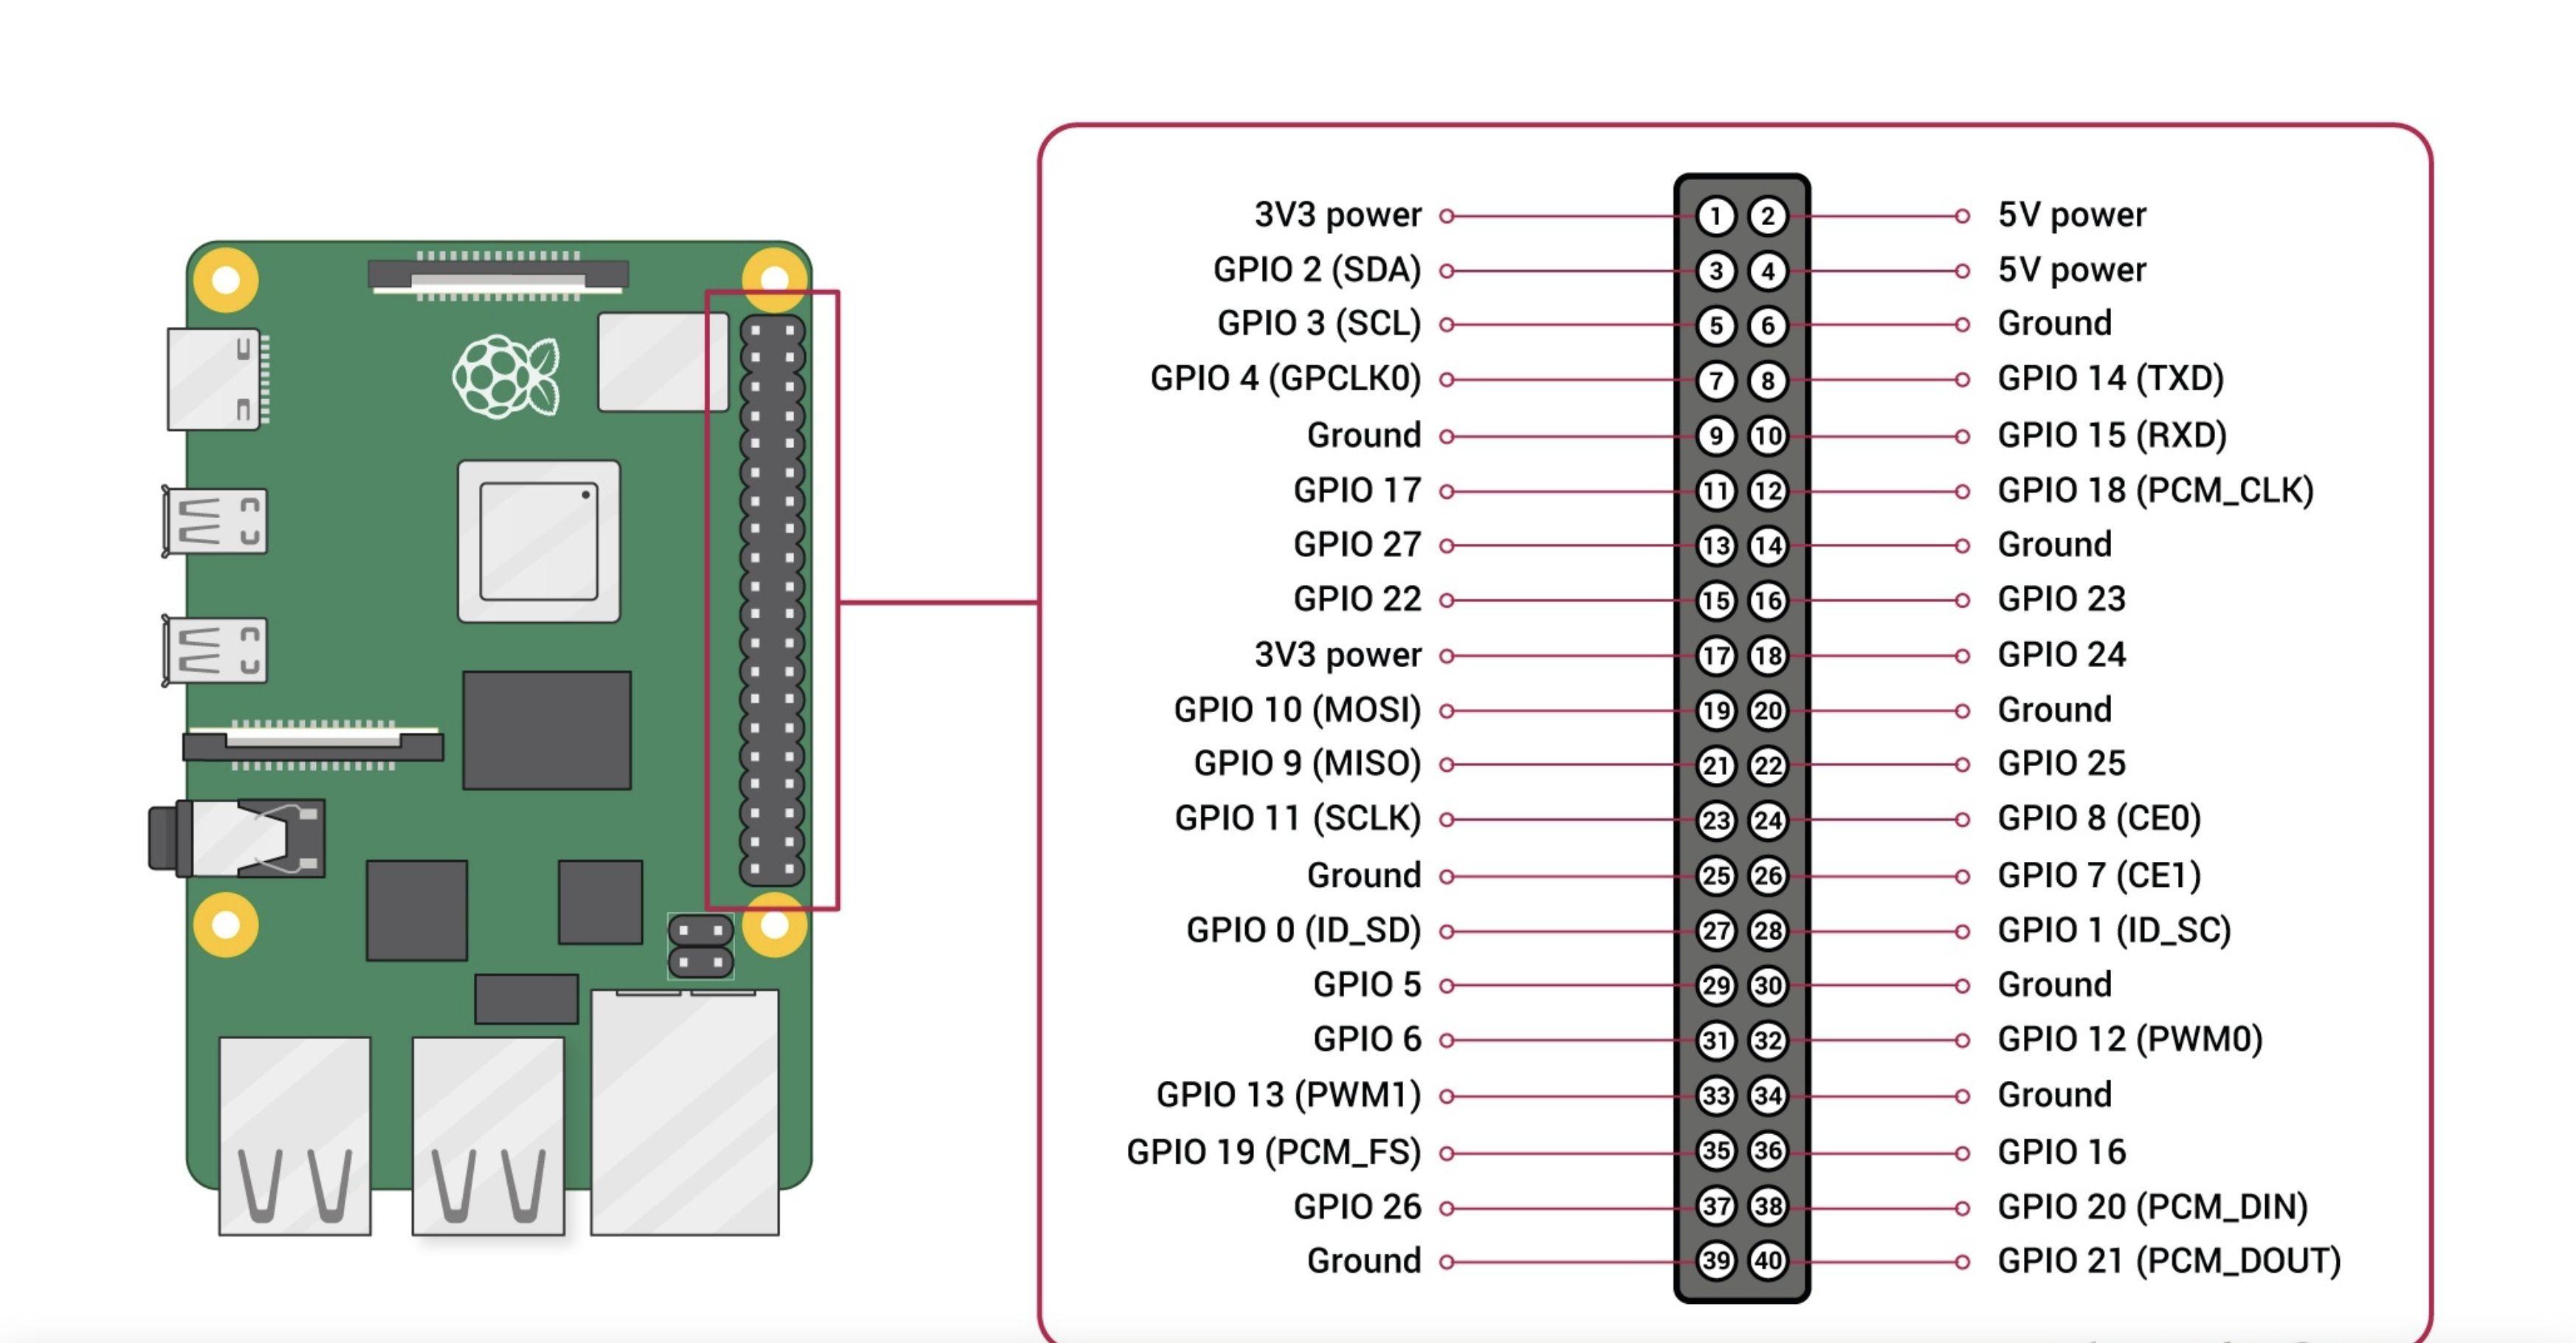 3V3 power 1 2 5V power
GPIO 2 (SDA) 3 4 5V power
GPIO 3 (SCL) 5 6 Ground
GPIO 4 (GPCLK0) 7 8 GPIO 14 (TXD)
Ground 9 10 GPIO 15 (RXD)
GPIO 17 11 12 GPIO 18 (PCM_CLK)
GPIO 27 13 14 Ground
GPIO 22 15 16 GPIO 23
3V3 power 17 18 GPIO 24
GPIO 10 (MOSI) 19 20 Ground
GPIO 9 (MISO) 21 22 GPIO 25
GPIO 11 (SCLK) 23 24 GPIO 8 (CE0)
Ground 25 26 GPIO 7 (CE1)
GPIO 0 (ID_SD) 27 28 GPIO 1 (ID_SC)
GPIO 5 29 30 Ground
GPIO 6 31 32 GPIO 12 (PWM0)
GPIO 13 (PWM1) 33 34 Ground
GPIO 19 (PCM_FS) 35 36 GPIO 16
GPIO 26 37 38 GPIO 20 (PCM_DIN)
Ground 39 40 GPIO 21 (PCM_DOUT)